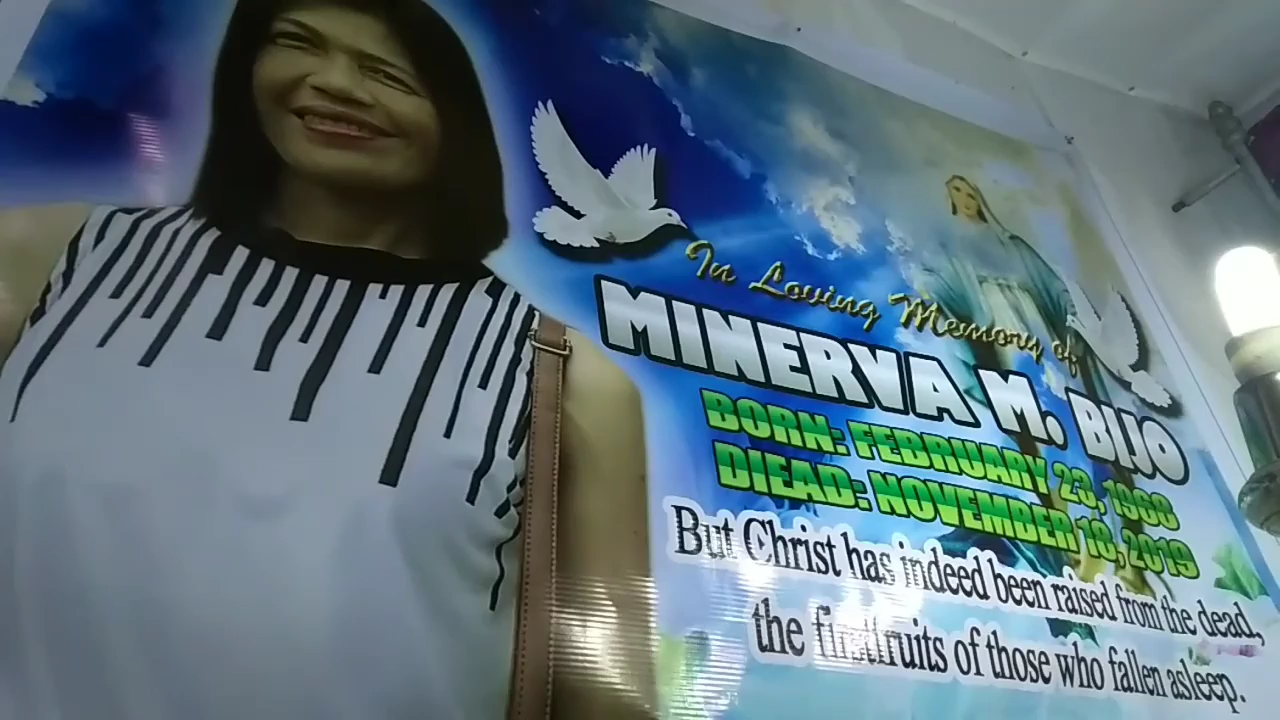 In Loving Memory of
MINERVA M. BIJO
BORN: FEBRUARY 23, 1968
DIEAD: NOVEMBER 18, 2019
But Christ has indeed been raised from the dead,
the firstfruits of those who fallen asleep.